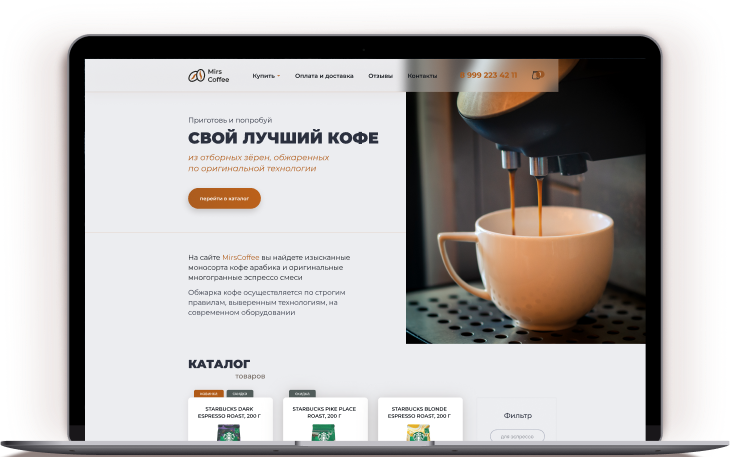 Mirs
Coffee
Купить
Оплата и доставка
Отзывы
Контакты
999 223 42 11
Приготовь и попробуй
СВОЙ ЛУЧШИЙ КОФЕ
из отборных зёрен, обжаренных
по оригинальной технологии
перейти в каталог
На сайте MirsCoffee вы найдете изысканные
моносорта кофе арабика и оригинальные
многогранные эспрессо смеси
Обжарка кофе осуществляется по строгим
правилам, выверенным технологиям, на
современном оборудовании
КАТАЛОГ
товаров
новинка
скидка
скидка
STARBUCKS DARK
ESPRESSO ROAST, 200 Г
STARBUCKS PIKE PLACE
ROAST, 200 Г
STARBUCKS BLONDE
ESPRESSO ROAST, 200 Г
Фильтр
для эспрессо